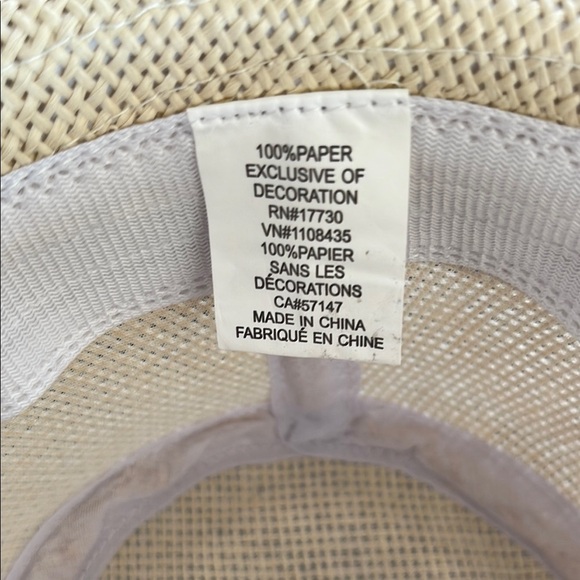 100%PAPER
EXCLUSIVE OF
DECORATION
RN#17730
VN#1108435
100%PAPIER
SANS LES
DÉCORATIONS
CA#57147
MADE IN CHINA
FABRIQUÉ EN CHINE